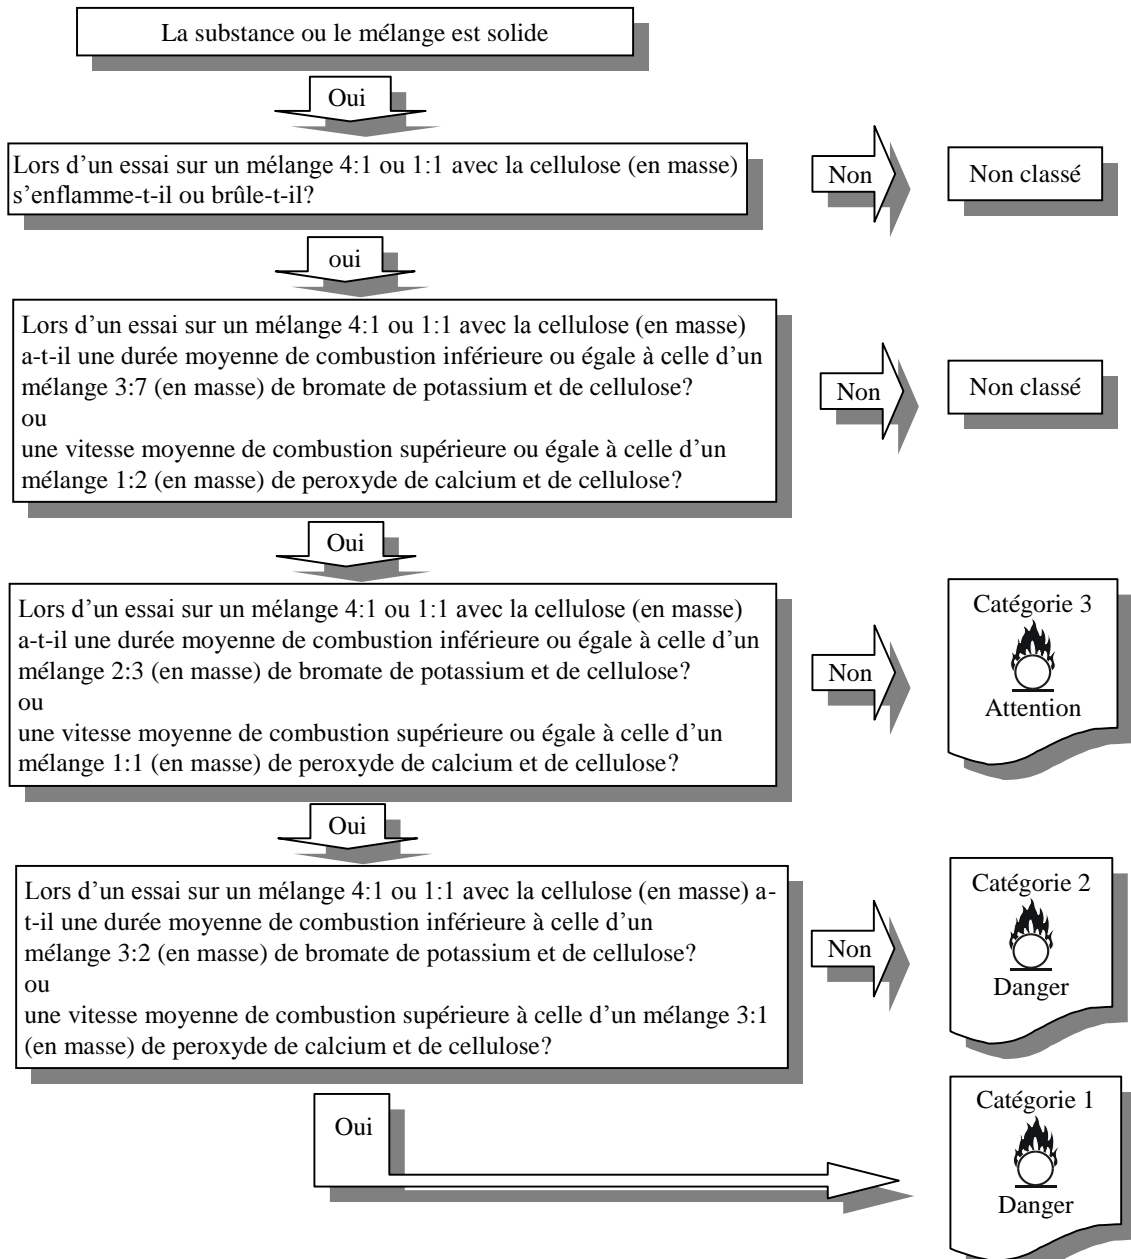 La substance ou le mélange est solide
Oui
Lors d’un essai sur un mélange 4:1 ou 1:1 avec la cellulose (en masse)
s’enflamme-t-il ou brûle-t-il?
Non
Non classé
oui
Lors d’un essai sur un mélange 4:1 ou 1:1 avec la cellulose (en masse)
a-t-il une durée moyenne de combustion inférieure ou égale à celle d’un
mélange 3:7 (en masse) de bromate de potassium et de cellulose?
ou
une vitesse moyenne de combustion supérieure ou égale à celle d’un
mélange 1:2 (en masse) de peroxyde de calcium et de cellulose?
Non
Non classé
Oui
Lors d’un essai sur un mélange 4:1 ou 1:1 avec la cellulose (en masse)
a-t-il une durée moyenne de combustion inférieure ou égale à celle d’un
mélange 2:3 (en masse) de bromate de potassium et de cellulose?
ou
une vitesse moyenne de combustion supérieure ou égale à celle d’un
mélange 1:1 (en masse) de peroxyde de calcium et de cellulose?
Non
Catégorie 3
Attention
Oui
Lors d’un essai sur un mélange 4:1 ou 1:1 avec la cellulose (en masse) a-
t-il une durée moyenne de combustion inférieure à celle d’un
mélange 3:2 (en masse) de bromate de potassium et de cellulose?
ou
une vitesse moyenne de combustion supérieure à celle d’un mélange 3:1
(en masse) de peroxyde de calcium et de cellulose?
Non
Catégorie 2
Danger
Oui
Catégorie 1
Danger